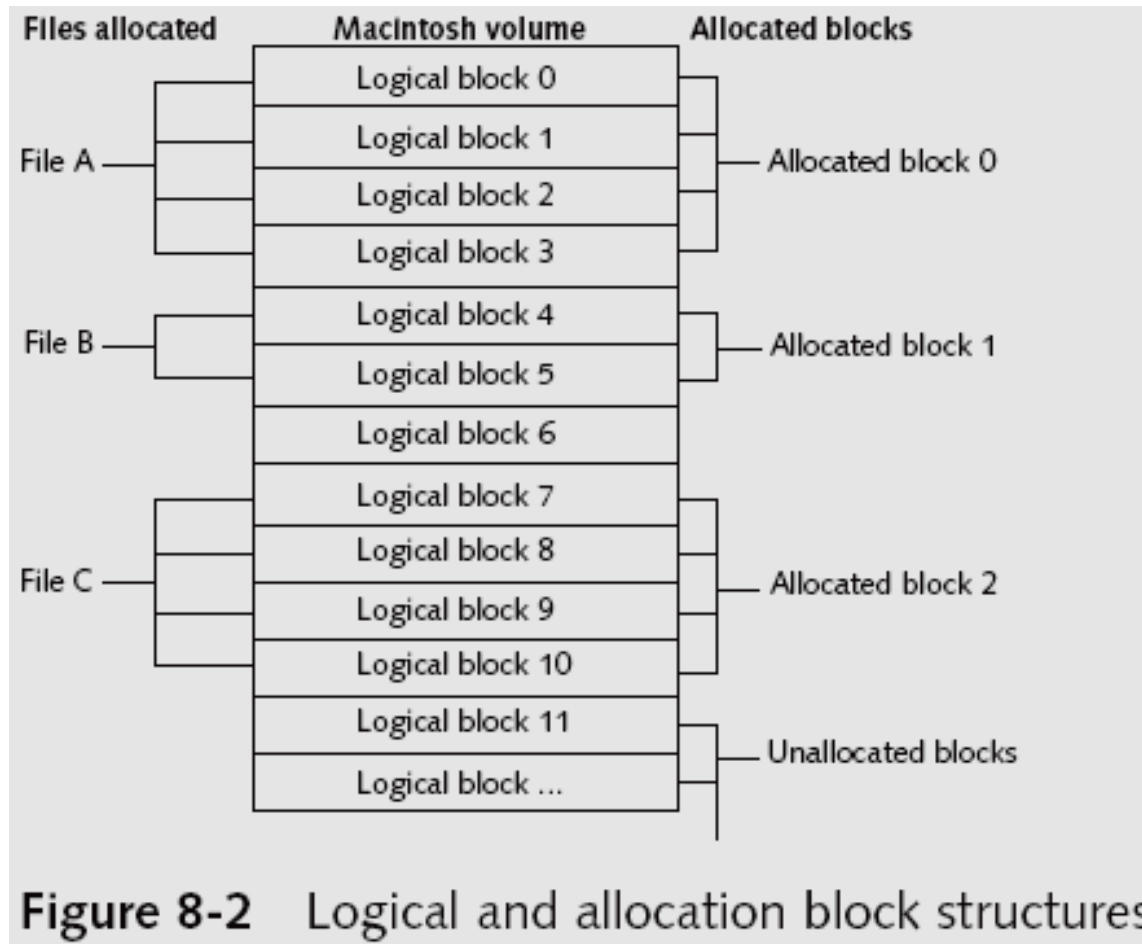 Files allocated Macintosh volume Allocated blocks
Logical block 0
Logical block 1
File A Allocated block 0
Logical block 2
Logical block 3
Logical block 4
File B Allocated block 1
Logical block 5
Logical block 6
Logical block 7
Logical block 8
File C Allocated block 2
Logical block 9
Logical block 10
Logical block 11
Unallocated blocks
Logical block ...
Figure 8-2 Logical and allocation block structures